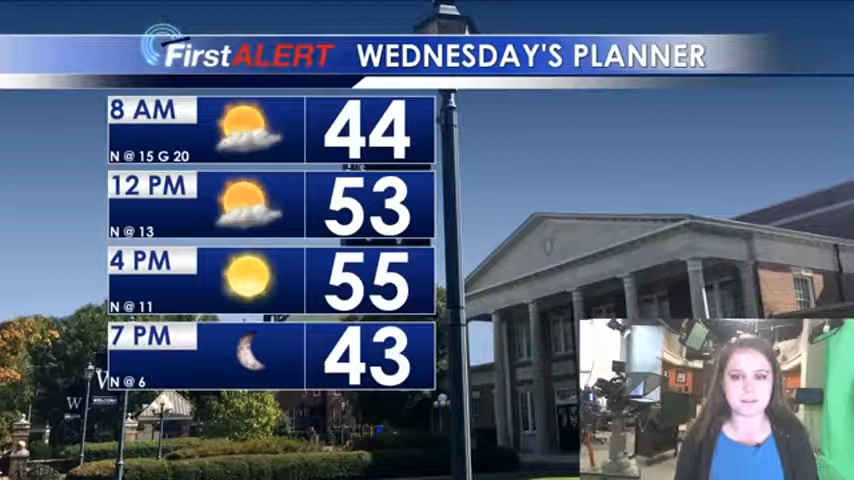 FirstALERT WEDNESDAY'S PLANNER
8 AM
44
N @ 15 G 20
12 PM
53
N @ 13
4 PM
55
N @ 11
7 PM
43
N @ 6
W
W
WELCOME